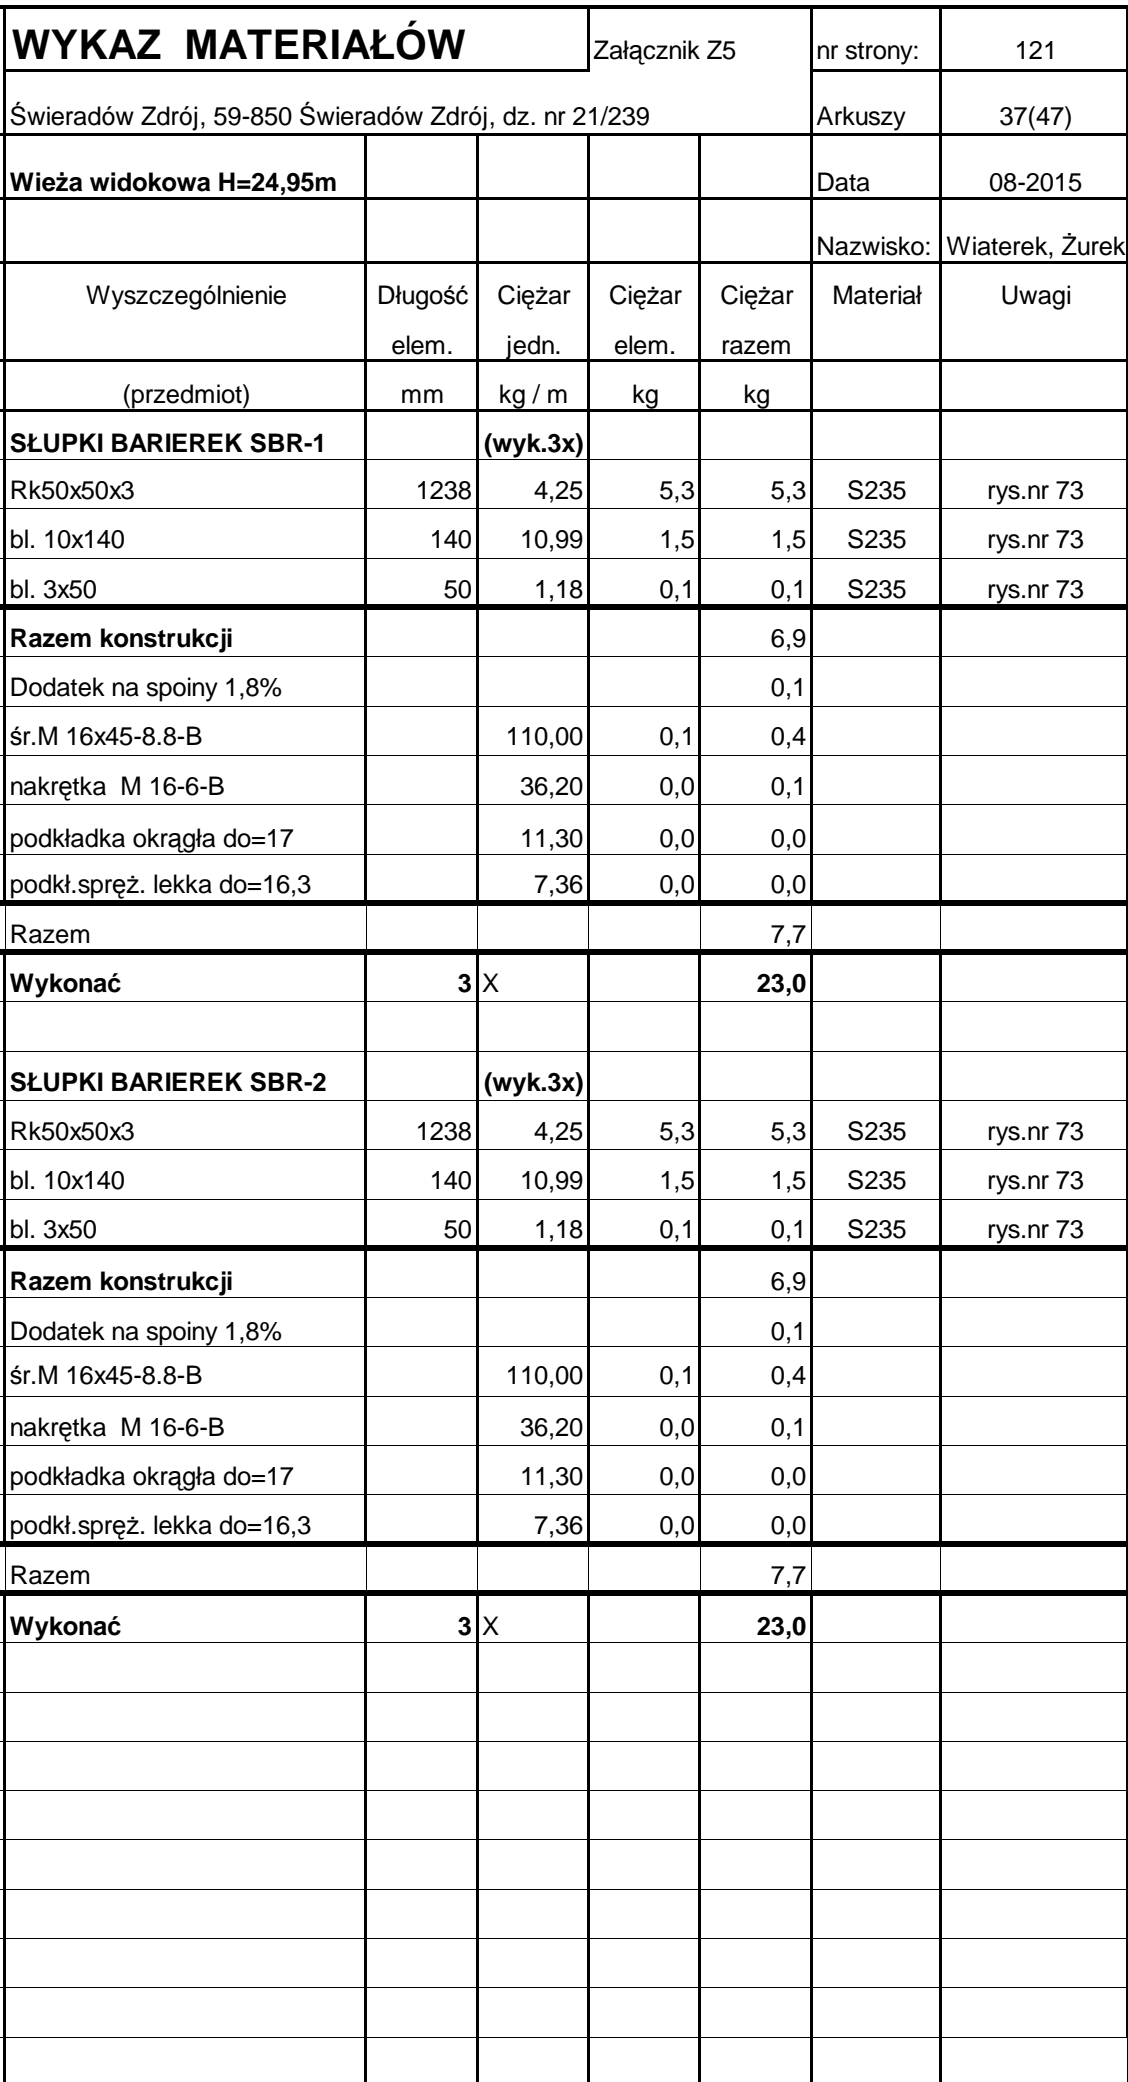 WYKAZ  MATERIAŁÓW Załącznik Z5 nr strony: 121
Świeradów Zdrój, 59-850 Świeradów Zdrój, dz. nr 21/239 Arkuszy 37(47)
Wieża widokowa H=24,95m Data 08-2015
Nazwisko: Wiaterek, Żurek
Wyszczególnienie Długość Ciężar Ciężar Ciężar Materiał Uwagi
elem. jedn. elem. razem
(przedmiot) mm kg / m kg kg
SŁUPKI BARIEREK SBR-1 (wyk.3x)
Rk50x50x3 1238 4,25 5,3 5,3 S235 rys.nr 73
bl. 10x140 140 10,99 1,5 1,5 S235 rys.nr 73
bl. 3x50 50 1,18 0,1 0,1 S235 rys.nr 73
Razem konstrukcji 6,9
Dodatek na spoiny 1,8% 0,1
śr.M 16x45-8.8-B 110,00 0,1 0,4
nakrętka  M 16-6-B 36,20 0,0 0,1
podkładka okrągła do=17 11,30 0,0 0,0
podkł.spręż. lekka do=16,3 7,36 0,0 0,0
Razem 7,7
Wykonać 3 X 23,0
SŁUPKI BARIEREK SBR-2 (wyk.3x)
Rk50x50x3 1238 4,25 5,3 5,3 S235 rys.nr 73
bl. 10x140 140 10,99 1,5 1,5 S235 rys.nr 73
bl. 3x50 50 1,18 0,1 0,1 S235 rys.nr 73
Razem konstrukcji 6,9
Dodatek na spoiny 1,8% 0,1
śr.M 16x45-8.8-B 110,00 0,1 0,4
nakrętka  M 16-6-B 36,20 0,0 0,1
podkładka okrągła do=17 11,30 0,0 0,0
podkł.spręż. lekka do=16,3 7,36 0,0 0,0
Razem 7,7
Wykonać 3 X 23,0